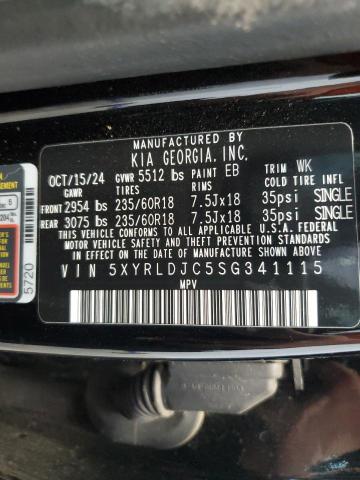 MANUFACTURED BY
KIA GEORGIA, INC.
OCT/15/24 GVWR 5512 lbs PAINT EB TRIM WK
GAWR TIRES RIMS COLD TIRE INFL
FRONT 2954 lbs 235/60R18 7.5Jx18 35psi SINGLE
REAR 3075 lbs 235/60R18 7.5Jx18 35psi SINGLE
THIS VEHICLE CONFORMS TO ALL APPLICABLE U.S.A. FEDERAL
MOTOR VEHICLE SAFETY, BUMPER, AND THEFT PREVENTION
STANDARDS IN EFFECT ON THE DATE OF MANUFACTURE SHOWN ABOVE.
VIN 5XYRLDJC5SG341115
MPV
5720